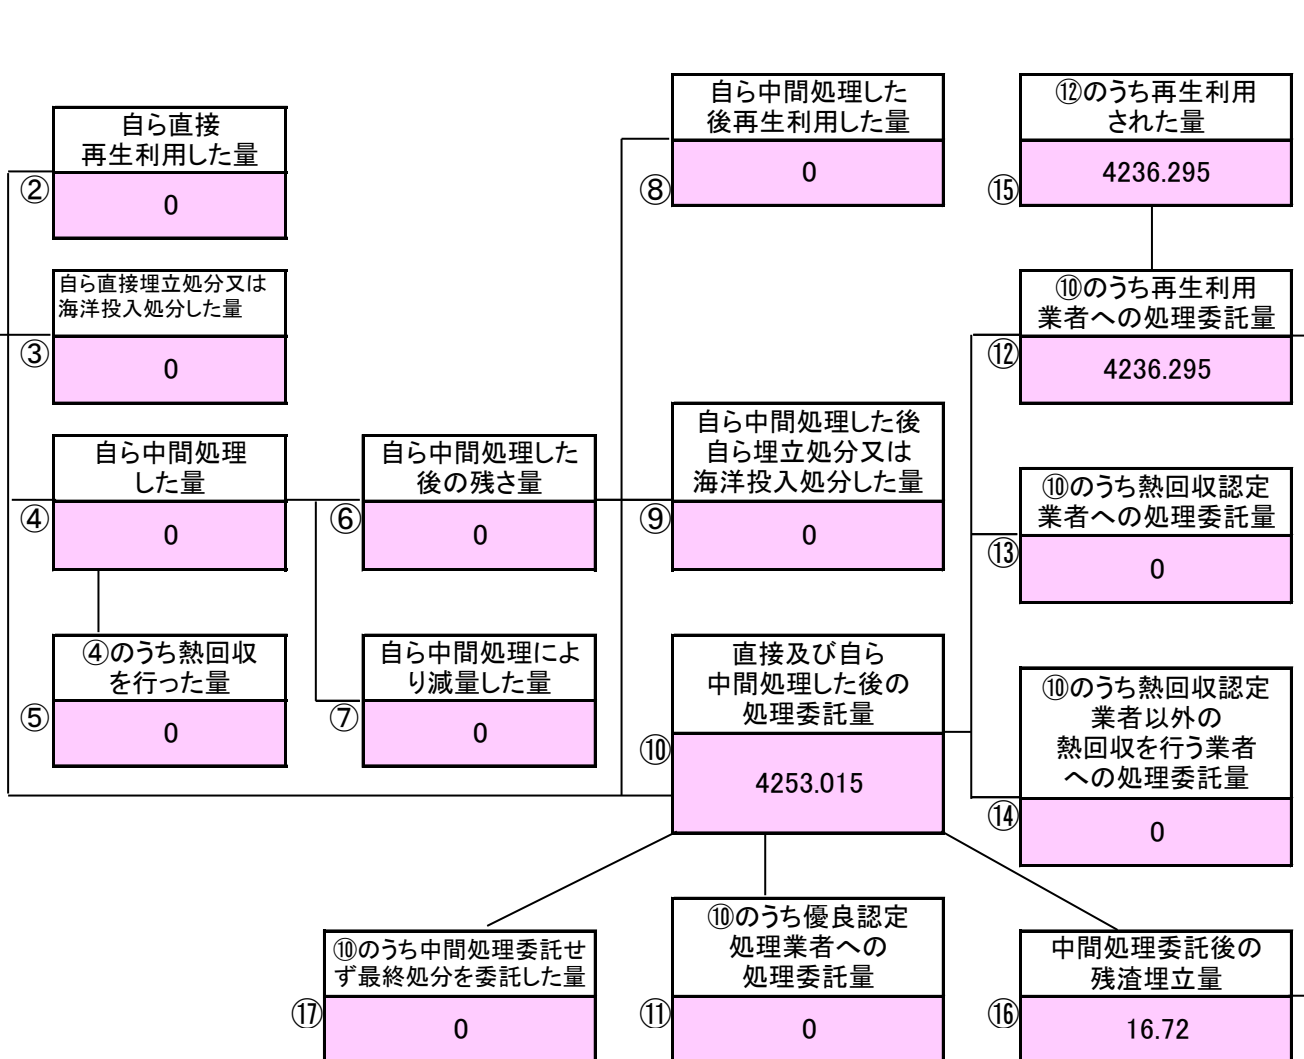 自ら直接
再生利用した量
②
0
自ら直接埋立処分又は
海洋投入処分した量
③
0
自ら中間処理
した量
④
0
④のうち熱回収
を行った量
⑤
0
自ら中間処理した
後の残さ量
⑥
0
自ら中間処理によ
り減量した量
⑦
0
自ら中間処理した
後再生利用した量
⑧
0
自ら中間処理した後
自ら埋立処分又は
海洋投入処分した量
⑨
0
直接及び自ら
中間処理した後の
処理委託量
⑩
4253.015
⑫のうち再生利用
された量
⑮
4236.295
⑩のうち再生利用
業者への処理委託量
⑫
4236.295
⑩のうち熱回収認定
業者への処理委託量
⑬
0
⑩のうち熱回収認定
業者以外の
熱回収を行う業者
への処理委託量
⑭
0
⑩のうち中間処理委託せ
ず最終処分を委託した量
⑰
0
⑩のうち優良認定
処理業者への
処理委託量
⑪
0
中間処理委託後の
残渣埋立量
⑯
16.72